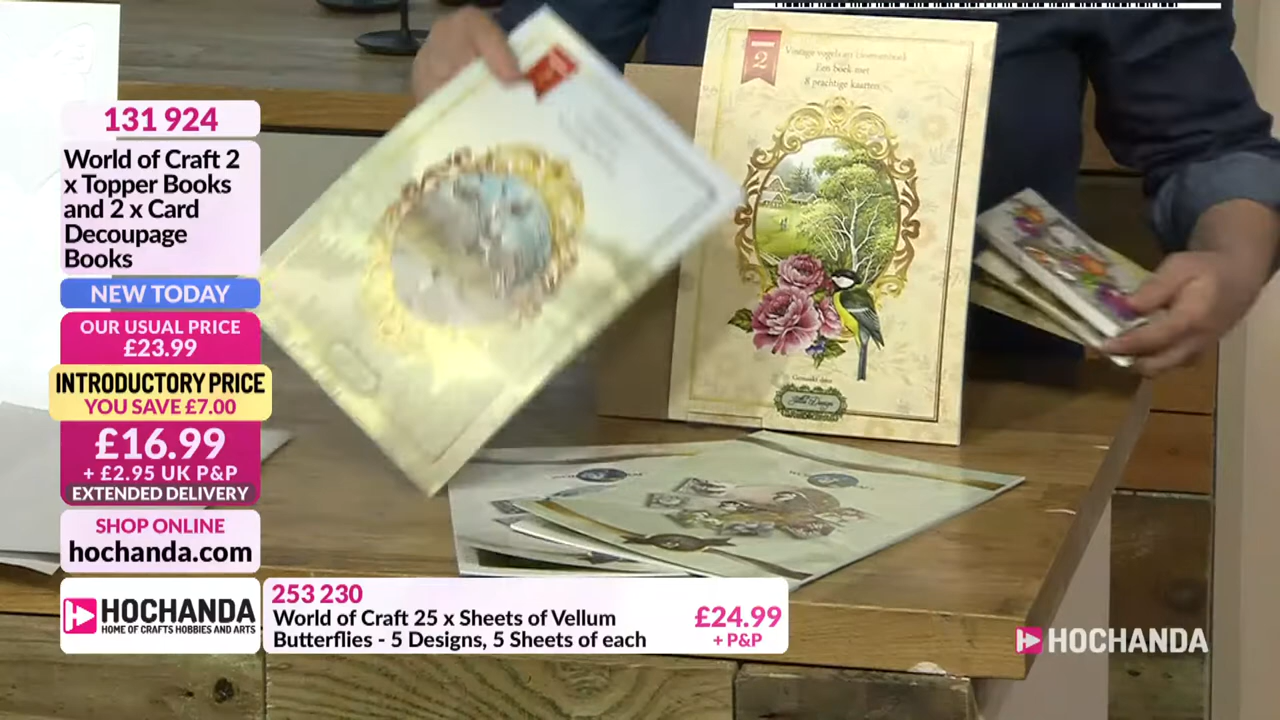 131 924
World of Craft 2
x Topper Books
and 2 x Card
Decoupage
Books
NEW TODAY
OUR USUAL PRICE
£23.99
INTRODUCTORY PRICE
YOU SAVE £7.00
£16.99
+ £2.95 UK P&P
EXTENDED DELIVERY
SHOP ONLINE
hochanda.com
HOCHANDA
HOME OF CRAFTS HOBBIES AND ARTS
253 230
World of Craft 25 x Sheets of Vellum
Butterflies - 5 Designs, 5 Sheets of each
£24.99
+ P&P
HOCHANDA
2
Vintage vogels
Een boek met
8 prachtige kaarten
Gemaakt door